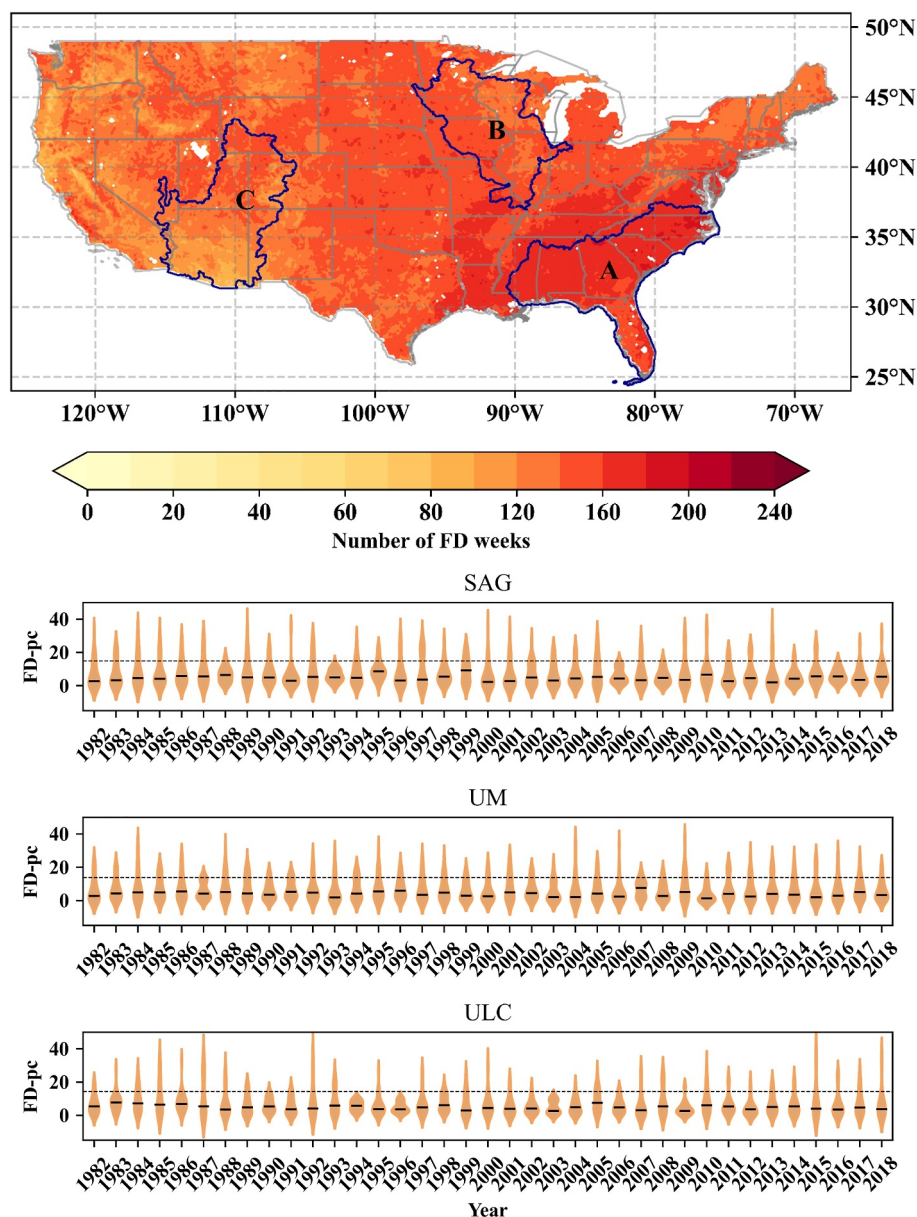 50°N
45°N
40°N
35°N
30°N
25°N
B
C
A
120°W 110°W 100°W 90°W 80°W 70°W
0 20 40 60 80 120 160 200 240
Number of FD weeks
SAG
FD-pc
40
20
0
1982 1983 1984 1985 1986 1987 1988 1989 1990 1991 1992 1993 1994 1995 1996 1997 1998 1999 2000 2001 2002 2003 2004 2005 2006 2007 2008 2009 2010 2011 2012 2013 2014 2015 2016 2017 2018
UM
FD-pc
40
20
0
1982 1983 1984 1985 1986 1987 1988 1989 1990 1991 1992 1993 1994 1995 1996 1997 1998 1999 2000 2001 2002 2003 2004 2005 2006 2007 2008 2009 2010 2011 2012 2013 2014 2015 2016 2017 2018
ULC
FD-pc
40
20
0
1982 1983 1984 1985 1986 1987 1988 1989 1990 1991 1992 1993 1994 1995 1996 1997 1998 1999 2000 2001 2002 2003 2004 2005 2006 2007 2008 2009 2010 2011 2012 2013 2014 2015 2016 2017 2018
Year